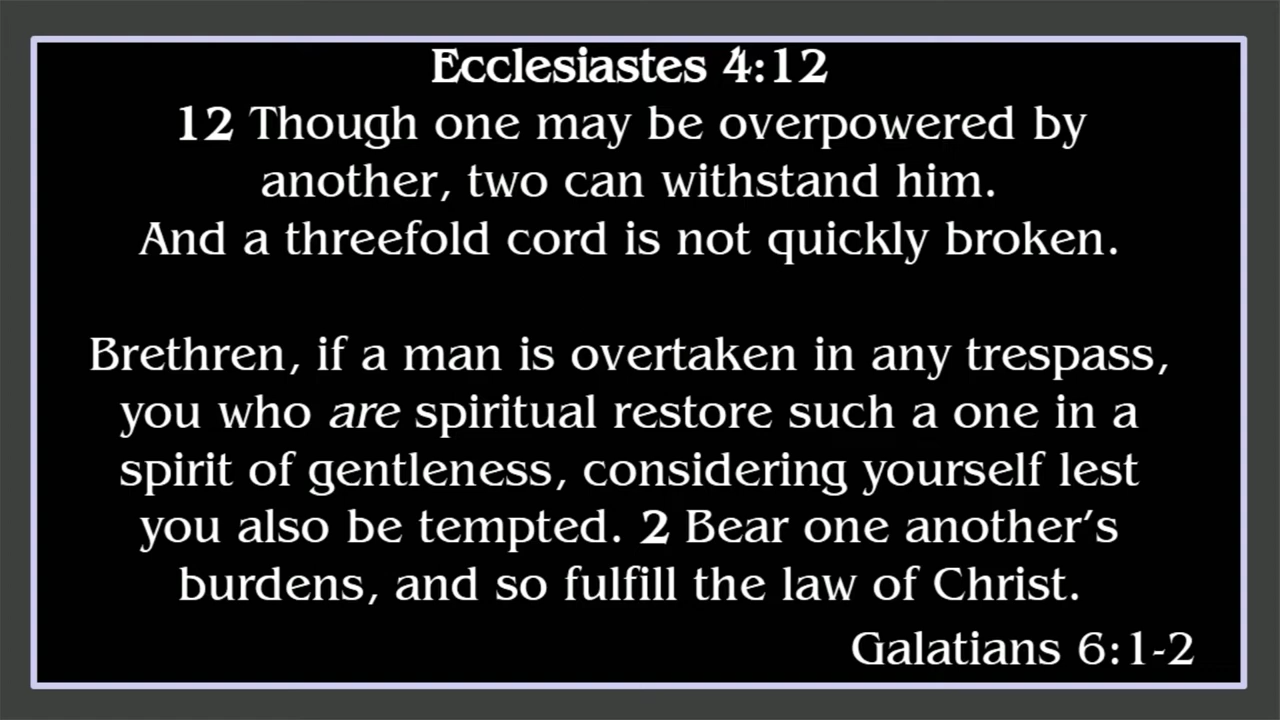 Ecclesiastes 4:12
12 Though one may be overpowered by
another, two can withstand him.
And a threefold cord is not quickly broken.
Brethren, if a man is overtaken in any trespass,
you who are spiritual restore such a one in a
spirit of gentleness, considering yourself lest
you also be tempted. 2 Bear one another’s
burdens, and so fulfill the law of Christ.
Galatians 6:1-2